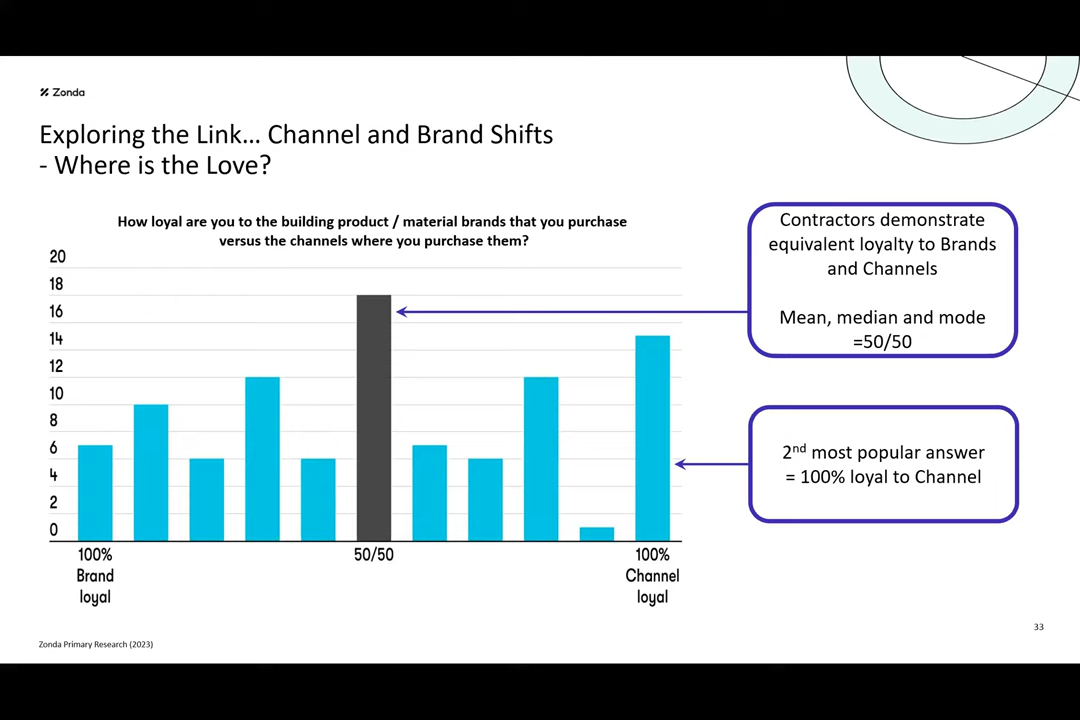 Zonda
Exploring the Link... Channel and Brand Shifts
- Where is the Love?
How loyal are you to the building product / material brands that you purchase
versus the channels where you purchase them?
20
18
16
14
12
10
8
6
4
2
0
100%
Brand
loyal
50/50
100%
Channel
loyal
Contractors demonstrate
equivalent loyalty to Brands
and Channels
Mean, median and mode
=50/50
2nd most popular answer
= 100% loyal to Channel
33
Zonda Primary Research (2023)